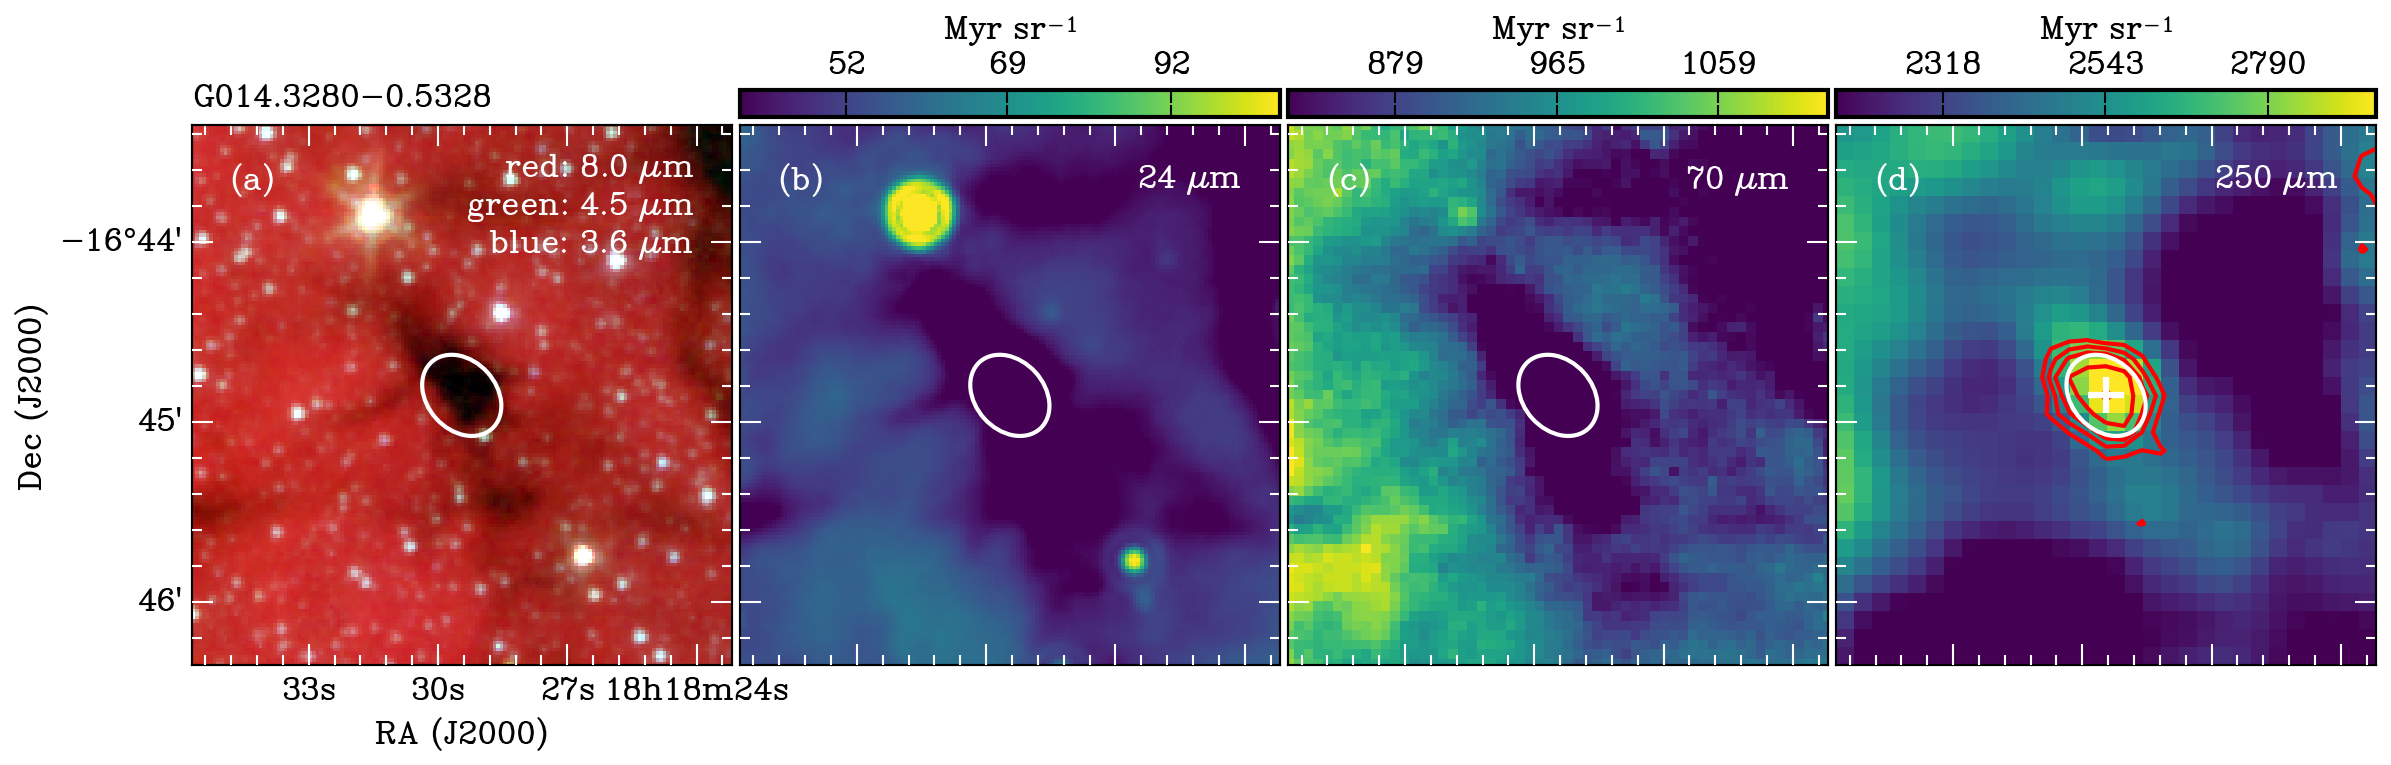 Myr sr⁻¹ Myr sr⁻¹ Myr sr⁻¹
52 69 92 879 965 1059 2318 2543 2790
G014.3280−0.5328
(a) red: 8.0 μm
green: 4.5 μm
blue: 3.6 μm
(b) 24 μm
(c) 70 μm
(d) 250 μm
−16°44'
45'
46'
Dec (J2000)
33s 30s 27s 18h18m24s
RA (J2000)